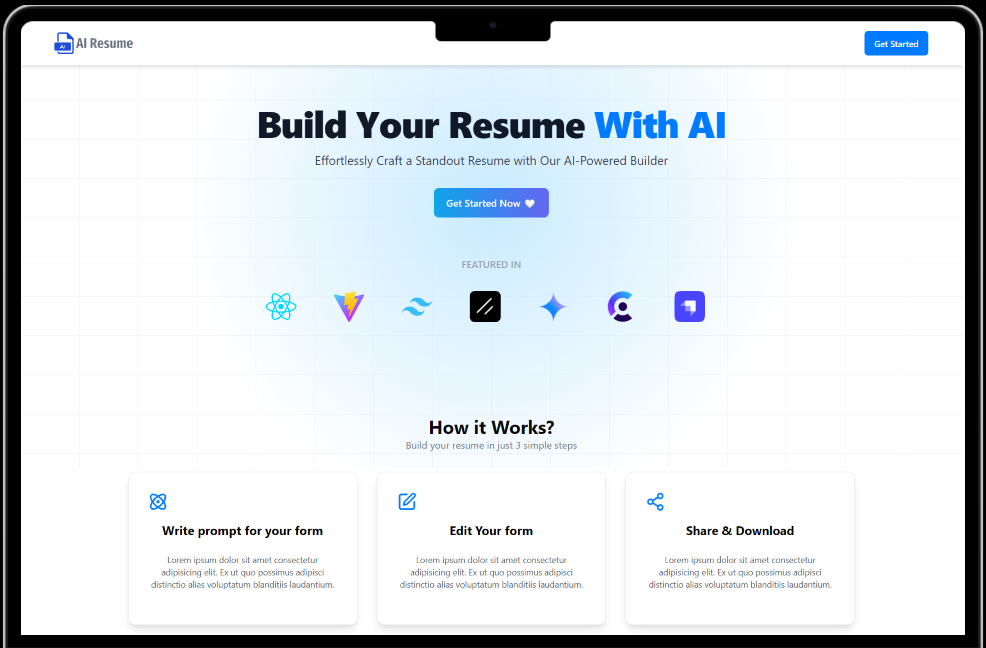 AI
AI Resume
Get Started
Build Your Resume With AI
Effortlessly Craft a Standout Resume with Our AI-Powered Builder
Get Started Now
FEATURED IN
How it Works?
Build your resume in just 3 simple steps
Write prompt for your form
Lorem ipsum dolor sit amet consectetur
adipisicing elit. Ex ut quo possimus adipisci
distinctio alias voluptatum blanditiis laudantium.
Edit Your form
Lorem ipsum dolor sit amet consectetur
adipisicing elit. Ex ut quo possimus adipisci
distinctio alias voluptatum blanditiis laudantium.
Share & Download
Lorem ipsum dolor sit amet consectetur
adipisicing elit. Ex ut quo possimus adipisci
distinctio alias voluptatum blanditiis laudantium.